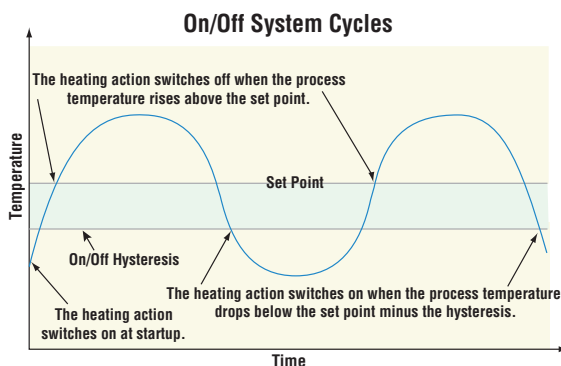 On/Off System Cycles
The heating action switches off when the process
temperature rises above the set point.
Temperature
Set Point
On/Off Hysteresis
The heating action
switches on at startup.
The heating action switches on when the process temperature
drops below the set point minus the hysteresis.
Time